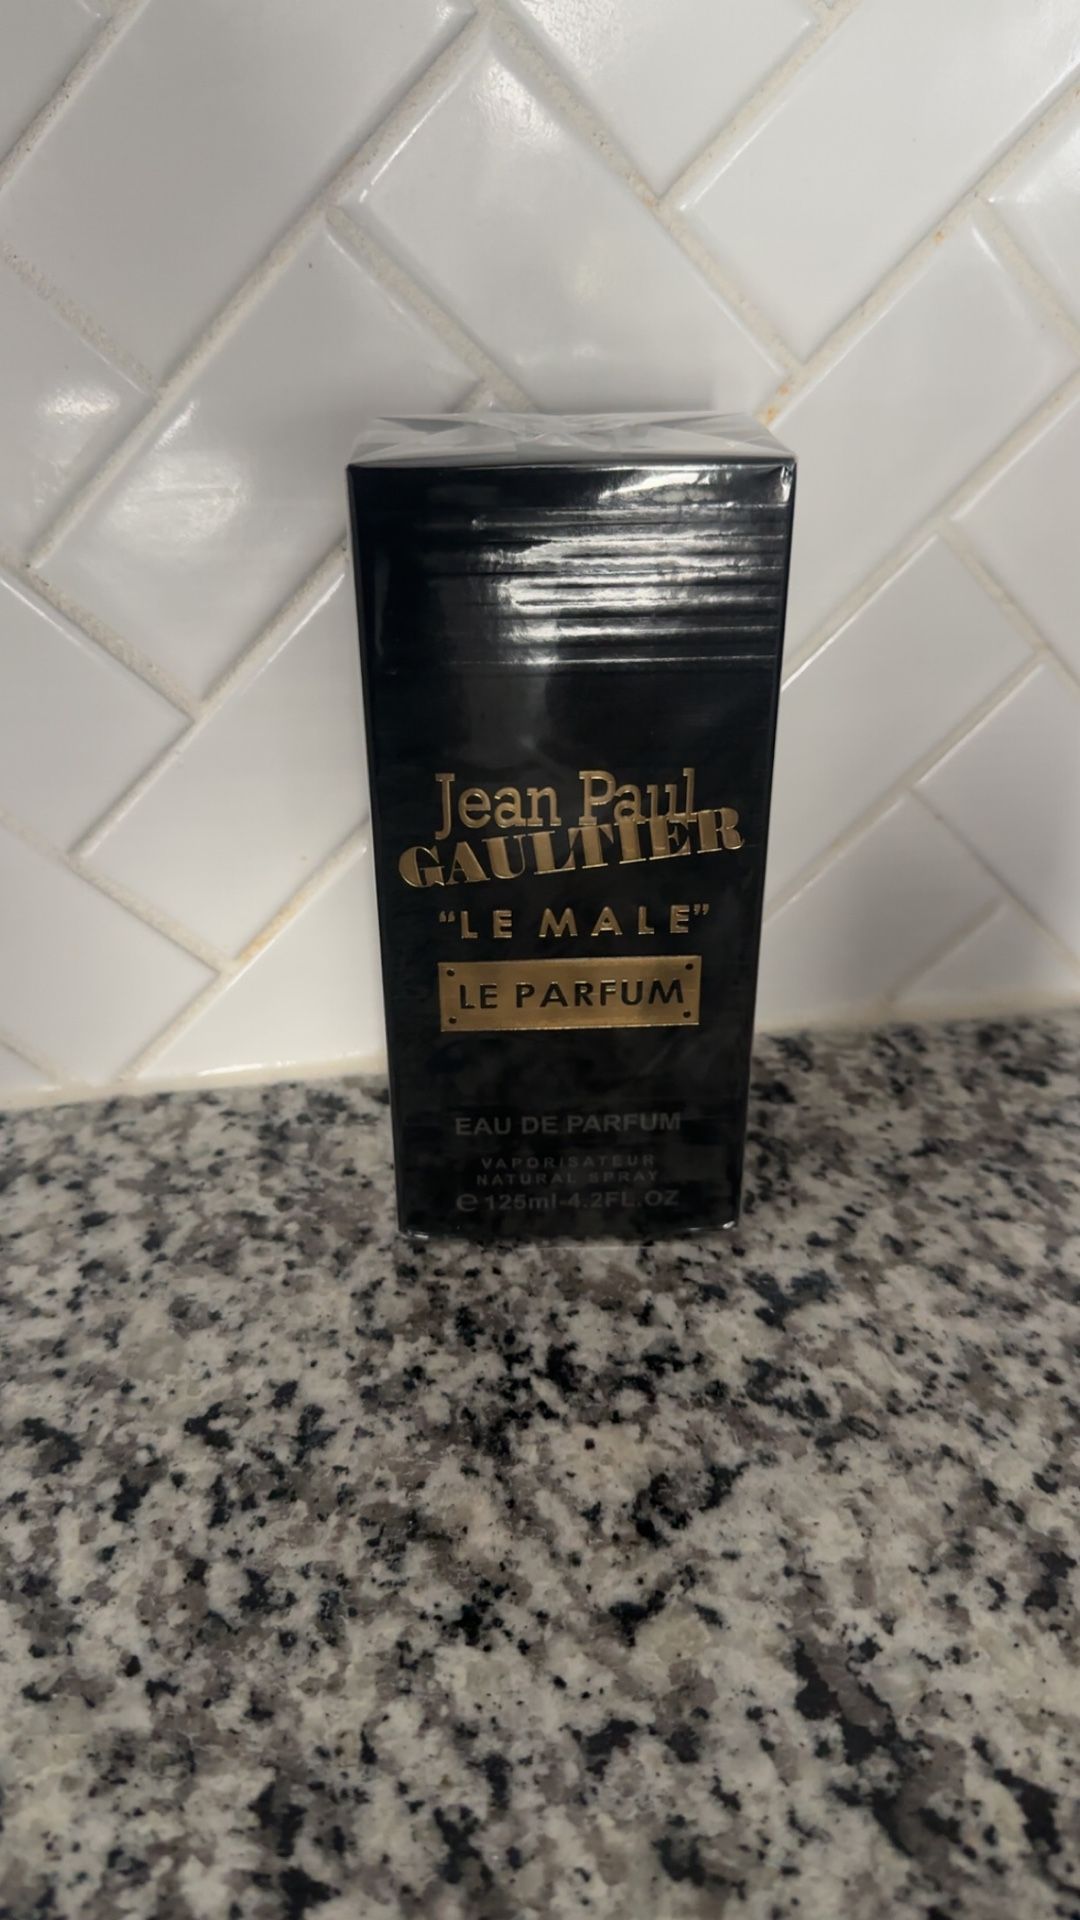 Jean Paul
GAULTIER
“LE MALE”
LE PARFUM
EAU DE PARFUM
VAPORISATEUR
NATURAL SPRAY
℮ 125ml-4.2FL.OZ